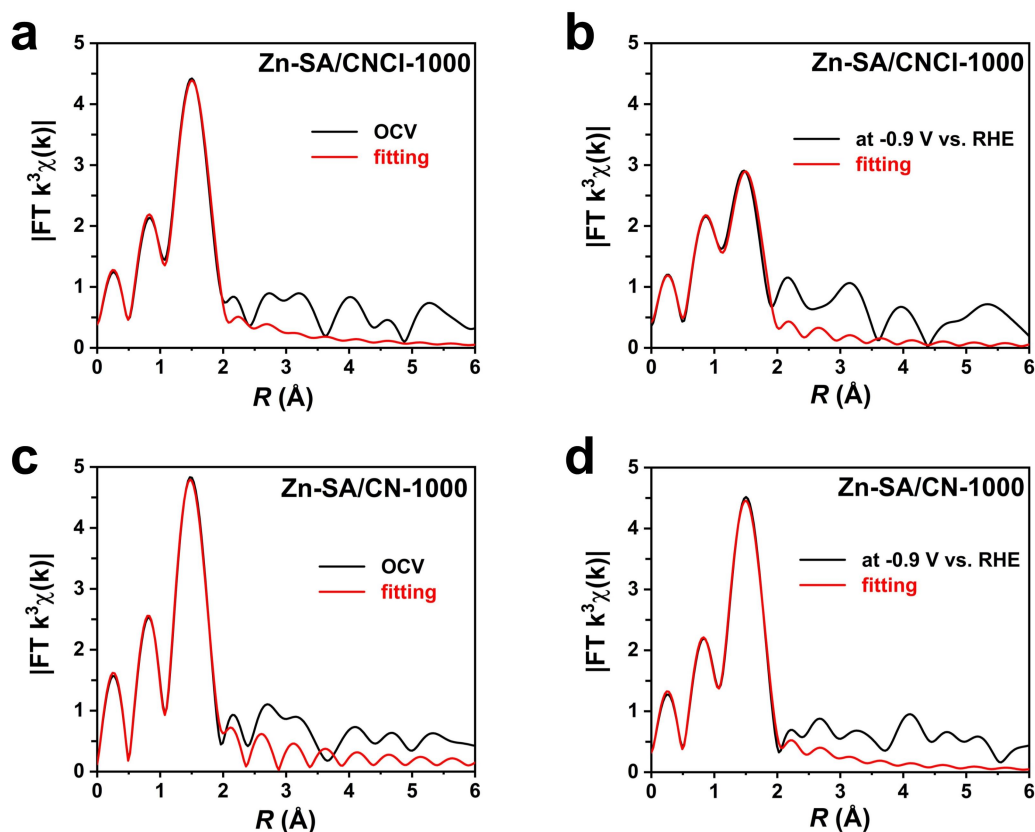 a
Zn-SA/CNCl-1000
OCV
fitting
|FT k³χ(k)|
5
4
3
2
1
0
0 1 2 3 4 5 6
R (Å)
b
Zn-SA/CNCl-1000
at -0.9 V vs. RHE
fitting
|FT k³χ(k)|
5
4
3
2
1
0
0 1 2 3 4 5 6
R (Å)
c
Zn-SA/CN-1000
OCV
fitting
|FT k³χ(k)|
5
4
3
2
1
0
0 1 2 3 4 5 6
R (Å)
d
Zn-SA/CN-1000
at -0.9 V vs. RHE
fitting
|FT k³χ(k)|
5
4
3
2
1
0
0 1 2 3 4 5 6
R (Å)